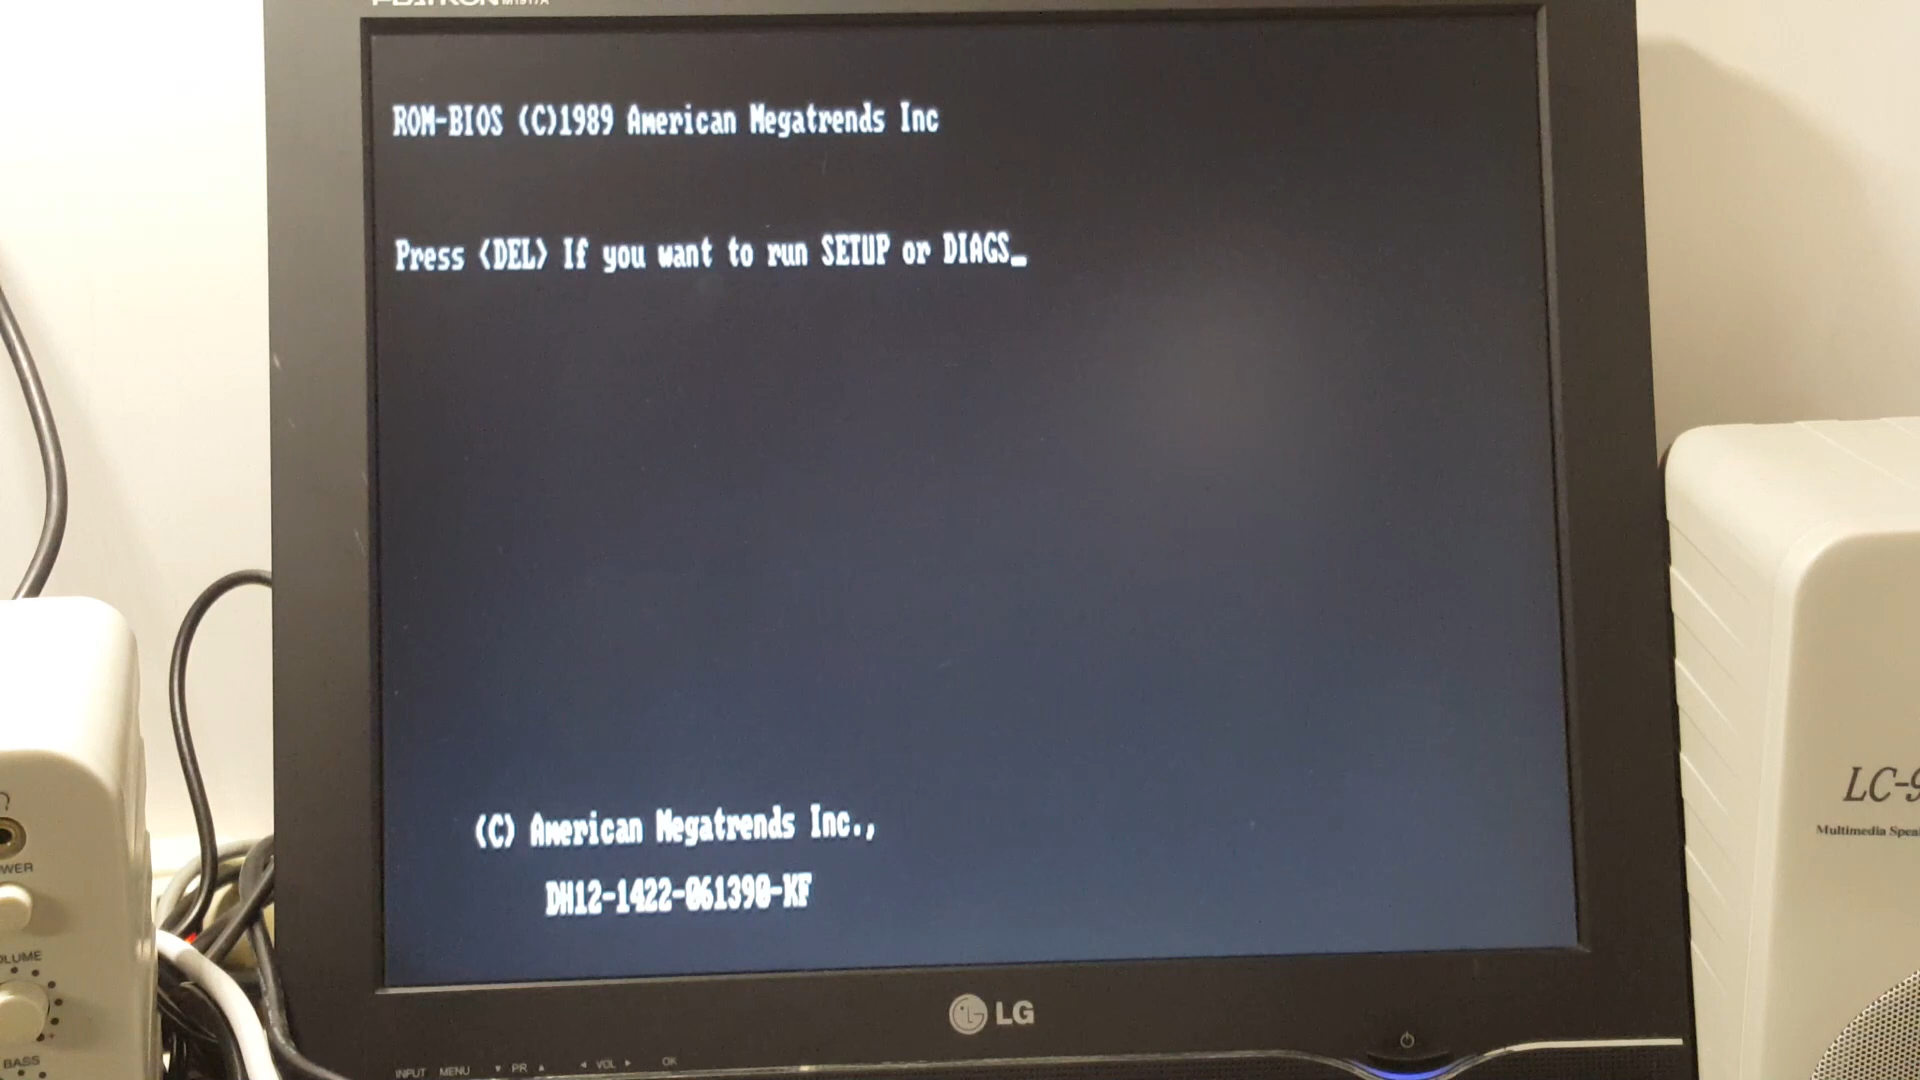 M1917A
ROM-BIOS (C)1989 American Megatrends Inc
Press <DEL> If you want to run SETUP or DIAGS_
(C) American Megatrends Inc.,
DH12-1422-061390-KF
LG
INPUT MENU ▼ PR ▲ ◄ VOL ► OK
LC-9
Multimedia Spea
WER
OLUME
BASS